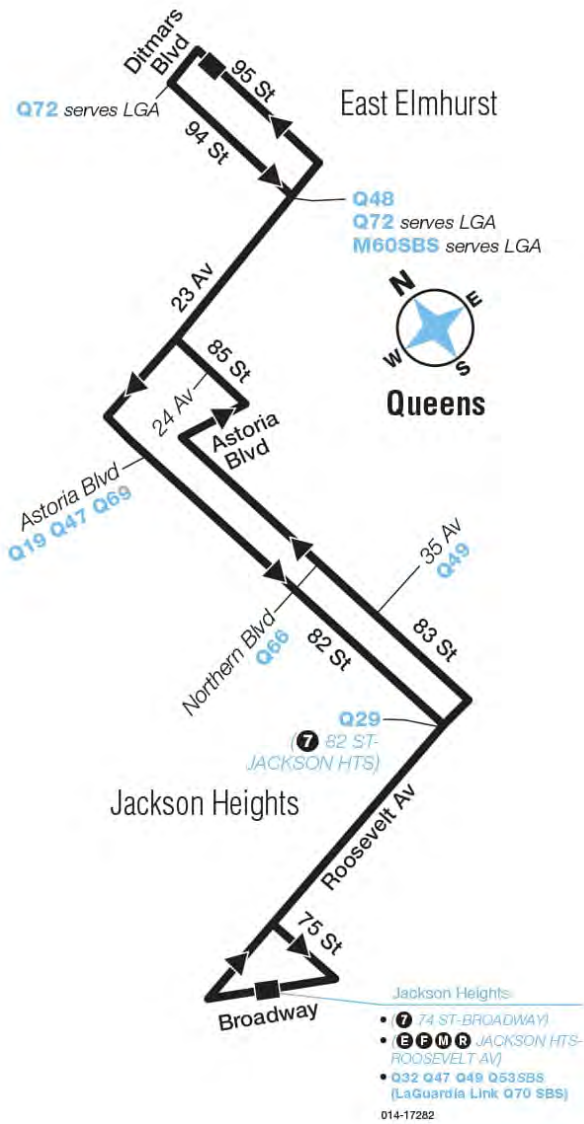 Ditmars
Blvd
95 St
East Elmhurst
Q72 serves LGA
94 St
Q48
Q72 serves LGA
M60SBS serves LGA
23 Av
N
E
W
S
Queens
85 St
24 Av
Astoria
Blvd
Astoria Blvd
Q19 Q47 Q69
35 Av
Q49
Northern Blvd
Q66
82 St
83 St
Q29
(7 82 ST-
JACKSON HTS)
Jackson Heights
Roosevelt Av
75 St
Broadway
Jackson Heights
• (7 74 ST-BROADWAY)
• (E F M R JACKSON HTS-
ROOSEVELT AV)
• Q32 Q47 Q49 Q53SBS
(LaGuardia Link Q70 SBS)
014-17282